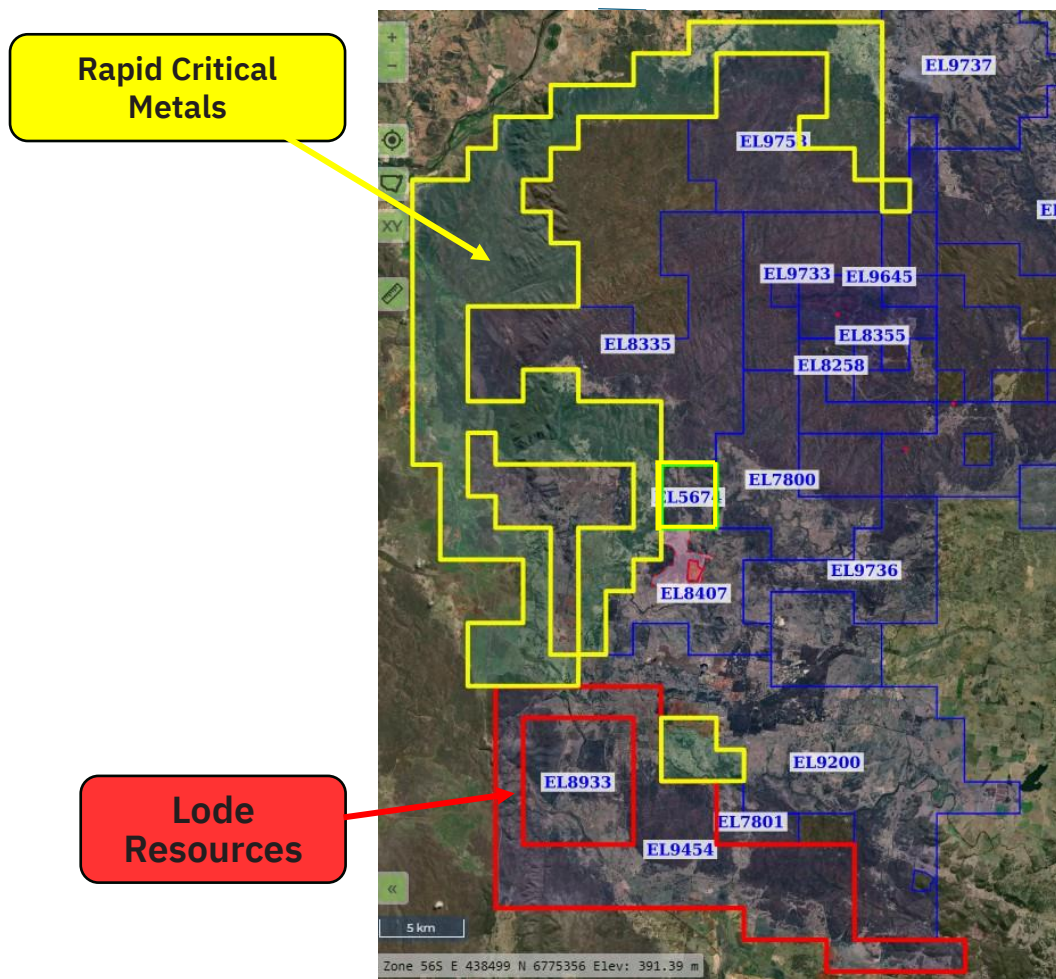 Rapid Critical
Metals
+
−
EL9737
EL9753
XY
EL9733
EL9645
EL8355
EL8335
EL8258
EL7800
EL5674
EL9736
EL8407
EL9200
EL8933
EL7801
EL9454
Lode
Resources
«
5 km
Zone 56S E 438499 N 6775356 Elev: 391.39 m